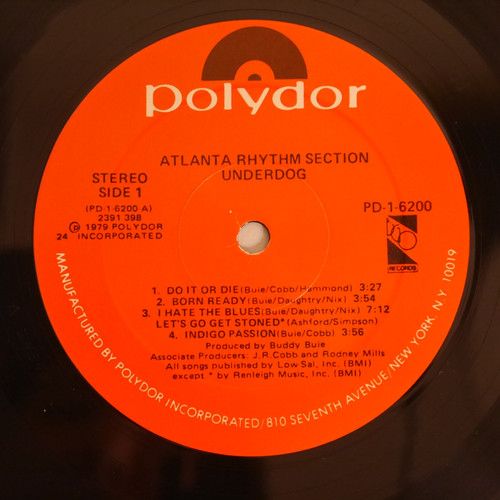 polydor
ATLANTA RHYTHM SECTION
UNDERDOG
STEREO
SIDE 1
(PD-1-6200 A)
2391 398
℗ 1979 POLYDOR
24 INCORPORATED
PD-1-6200
RECORDS
1. DO IT OR DIE(Buie/Cobb/Hammond) 3:27
2. BORN READY(Buie/Daughtry/Nix) 3:54
3. I HATE THE BLUES(Buie/Daughtry/Nix) 7:12
LET'S GO GET STONED*(Ashford/Simpson)
4. INDIGO PASSION(Buie/Cobb) 3:56
Produced by Buddy Buie
Associate Producers: J.R.Cobb and Rodney Mills
All songs published by Low-Sal, Inc. (BMI)
except * by Renleigh Music, Inc. (BMI)
MANUFACTURED BY POLYDOR INCORPORATED/810 SEVENTH AVENUE/NEW YORK, N.Y. 10019